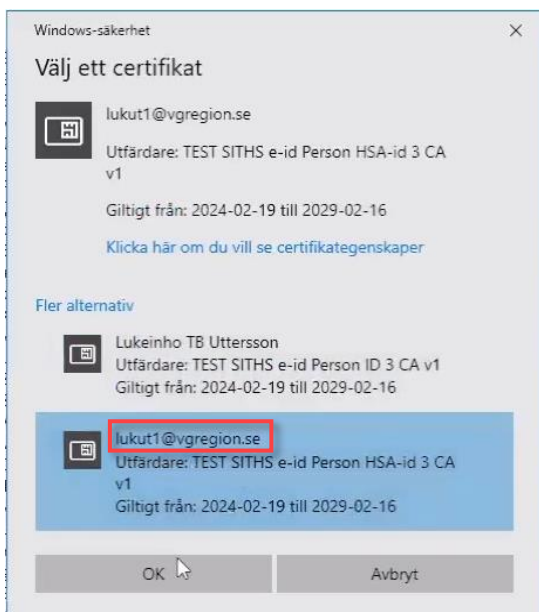 Windows-säkerhet
Välj ett certifikat
lukut1@vgregion.se
Utfärdare: TEST SITHS e-id Person HSA-id 3 CA
v1
Giltigt från: 2024-02-19 till 2029-02-16
Klicka här om du vill se certifikategenskaper
Fler alternativ
Lukeinho TB Uttersson
Utfärdare: TEST SITHS e-id Person ID 3 CA v1
Giltigt från: 2024-02-19 till 2029-02-16
lukut1@vgregion.se
Utfärdare: TEST SITHS e-id Person HSA-id 3 CA
v1
Giltigt från: 2024-02-19 till 2029-02-16
OK
Avbryt